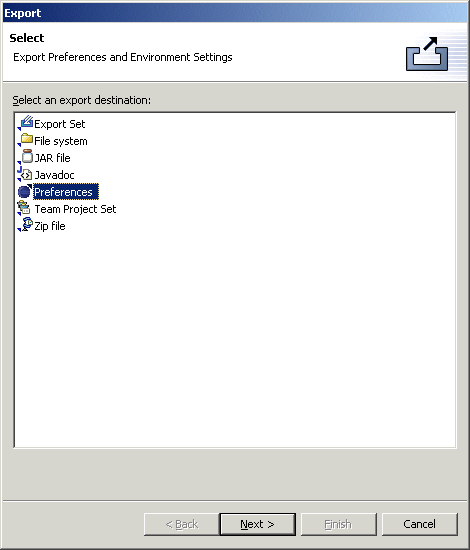 Export
Select
Export Preferences and Environment Settings
Select an export destination:
Export Set
File system
JAR file
Javadoc
Preferences
Team Project Set
Zip file
< Back
Next >
Finish
Cancel